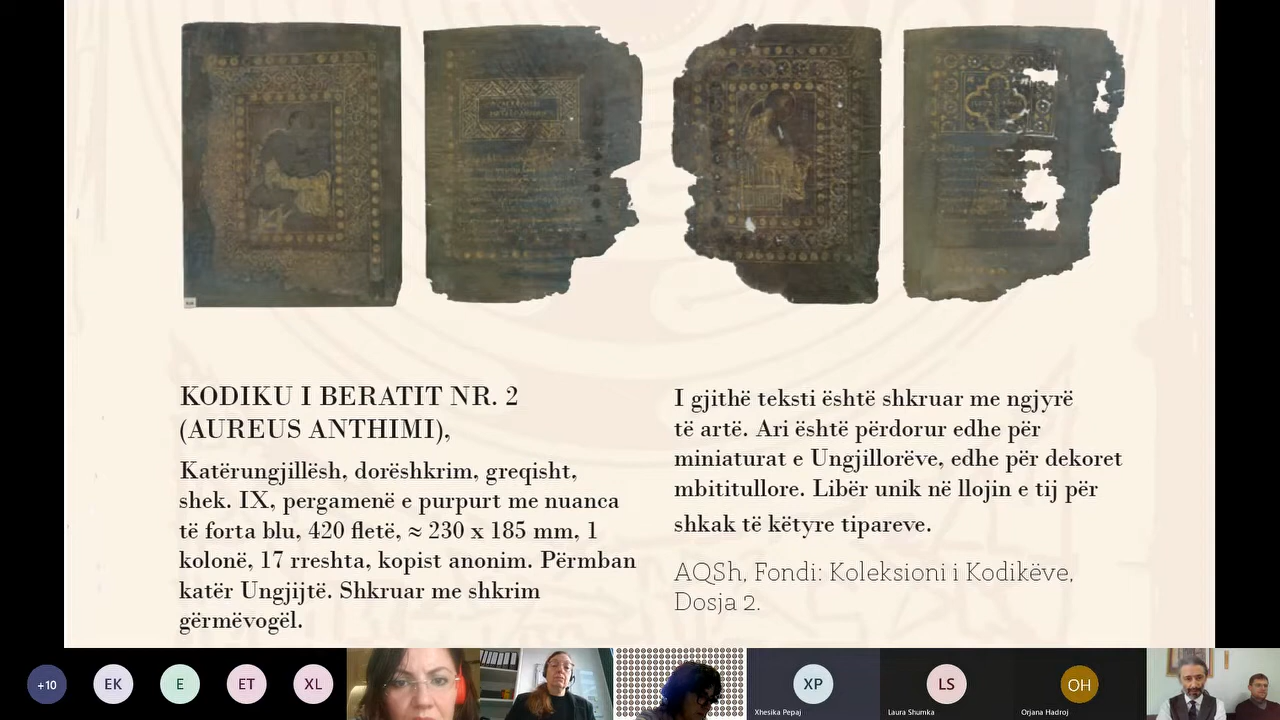 KODIKU I BERATIT NR. 2
(AUREUS ANTHIMI),
Katërungjillësh, dorëshkrim, greqisht,
shek. IX, pergamenë e purpurt me nuanca
të forta blu, 420 fletë, ≈ 230 x 185 mm, 1
kolonë, 17 rreshta, kopist anonim. Përmban
katër Ungjijtë. Shkruar me shkrim
gërmëvogël.
I gjithë teksti është shkruar me ngjyrë
të artë. Ari është përdorur edhe për
miniaturat e Ungjillorëve, edhe për dekoret
mbititullore. Libër unik në llojin e tij për
shkak të këtyre tipareve.
AQSh, Fondi: Koleksioni i Kodikëve,
Dosja 2.
+10
EK
E
ET
XL
XP
Xhesika Pepaj
LS
Laura Shumka
OH
Orjana Hadroj